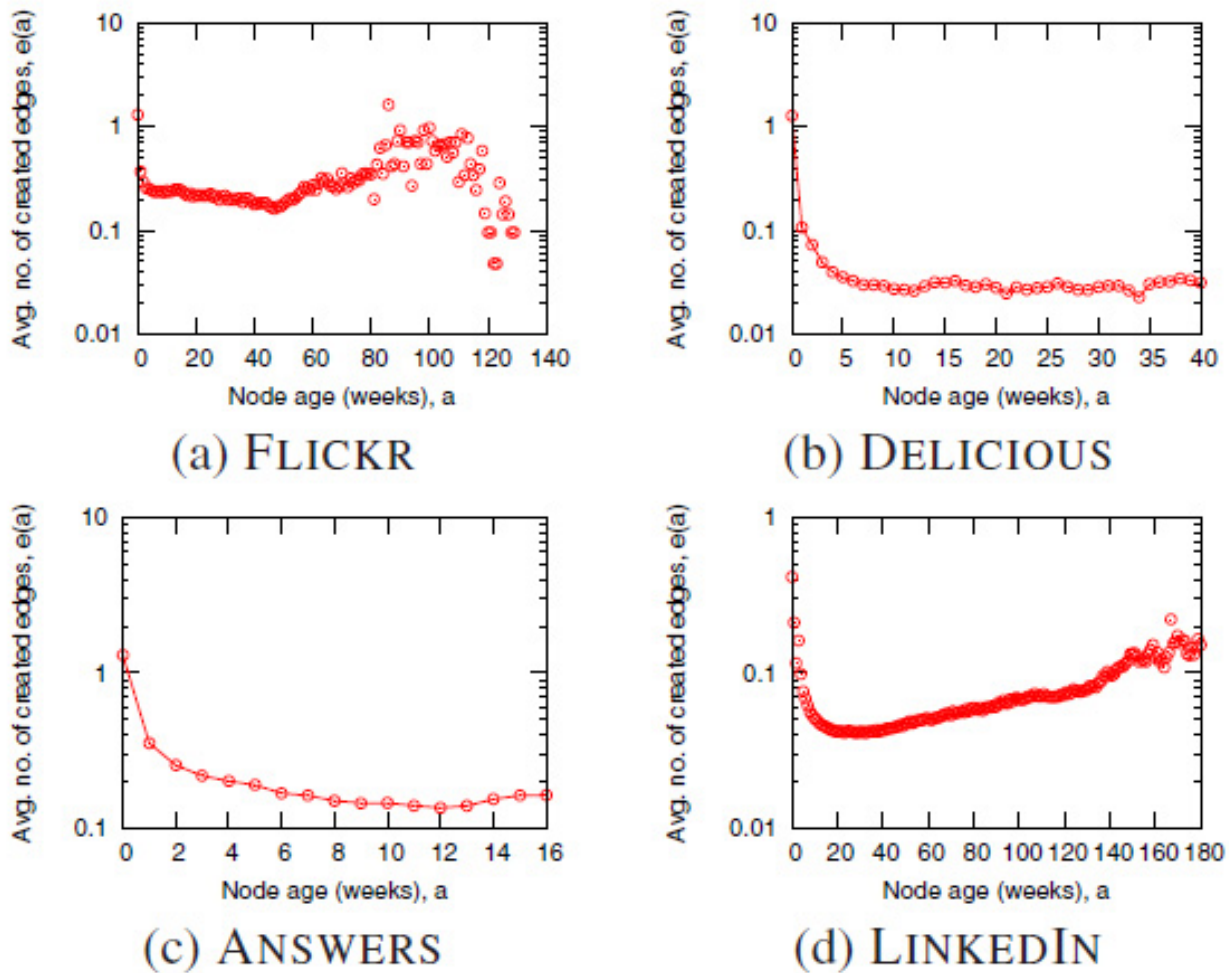 Avg. no. of created edges, e(a)
10
1
0.1
0.01
0 20 40 60 80 100 120 140
Node age (weeks), a
(a) FLICKR
Avg. no. of created edges, e(a)
10
1
0.1
0.01
0 5 10 15 20 25 30 35 40
Node age (weeks), a
(b) DELICIOUS
Avg. no. of created edges, e(a)
10
1
0.1
0 2 4 6 8 10 12 14 16
Node age (weeks), a
(c) ANSWERS
Avg. no. of created edges, e(a)
1
0.1
0.01
0 20 40 60 80 100 120 140 160 180
Node age (weeks), a
(d) LINKEDIN